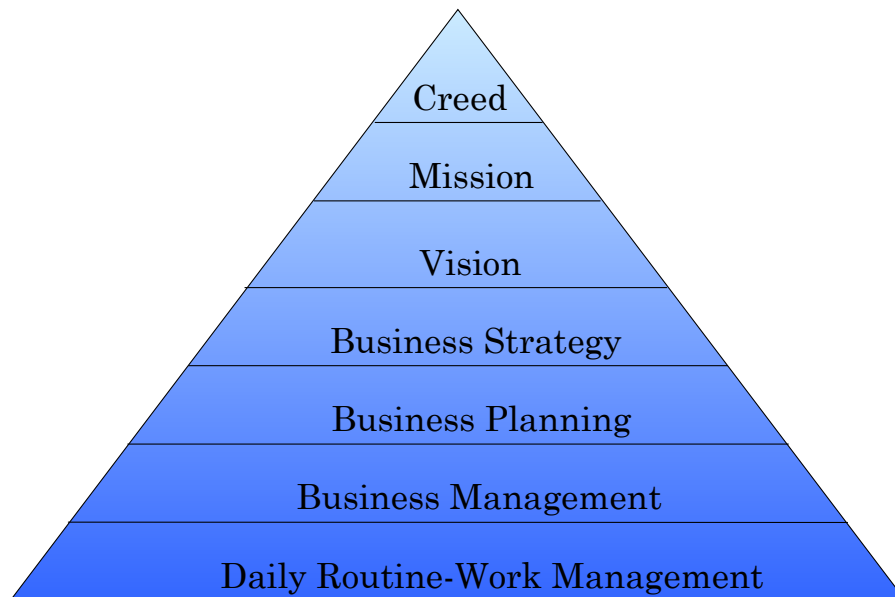 Creed
Mission
Vision
Business Strategy
Business Planning
Business Management
Daily Routine-Work Management